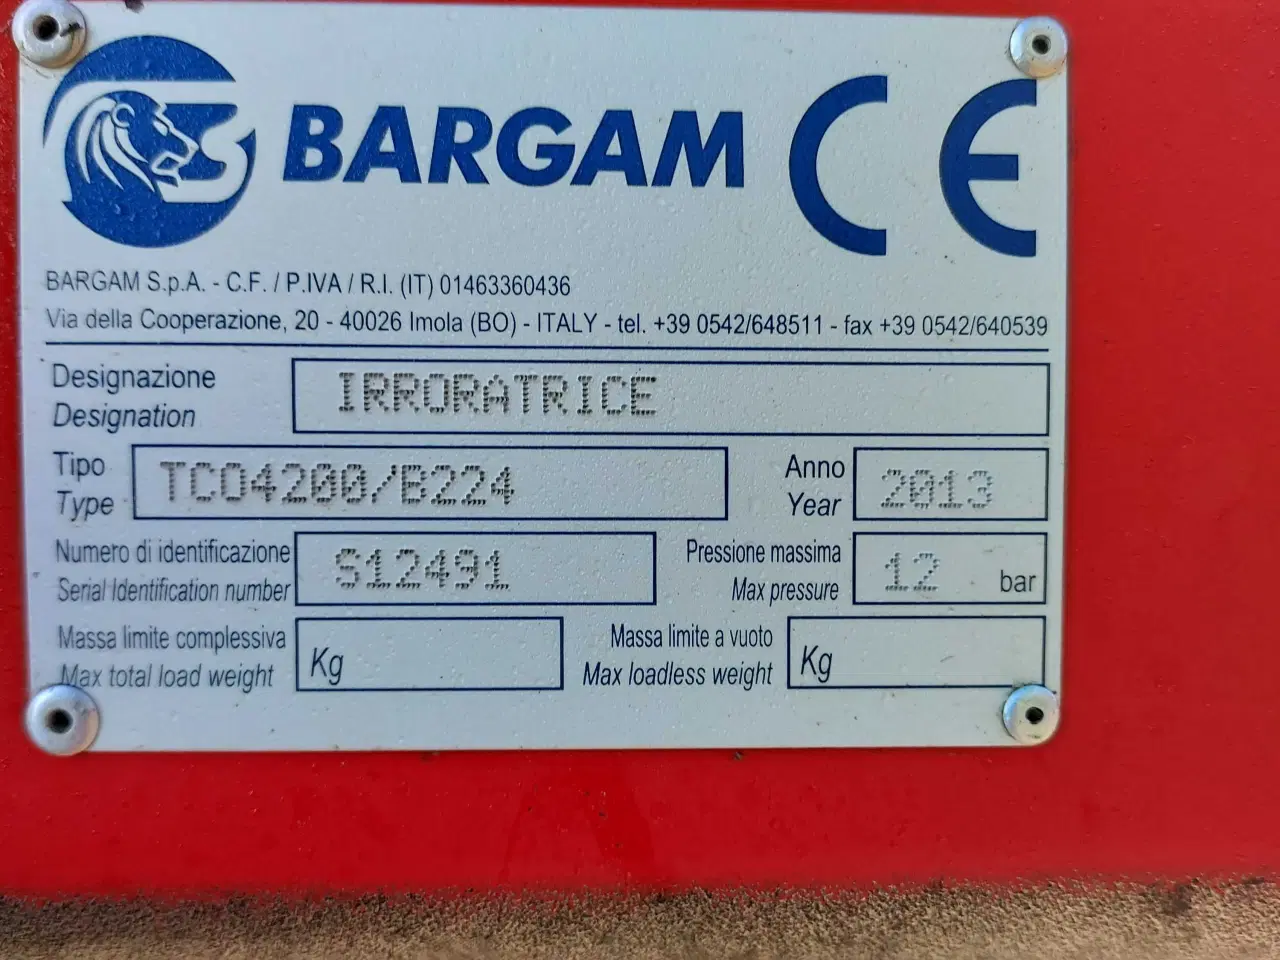 BARGAM CE
BARGAM S.p.A. - C.F. / P.IVA / R.I. (IT) 01463360436
Via della Cooperazione, 20 - 40026 Imola (BO) - ITALY - tel. +39 0542/648511 - fax +39 0542/640539
Designazione
Designation
IRRORATRICE
Tipo
Type
TCO4200/B224
Anno
Year
2013
Numero di identificazione
Serial Identification number
S12491
Pressione massima
Max pressure
12 bar
Massa limite complessiva
Max total load weight
Kg
Massa limite a vuoto
Max loadless weight
Kg